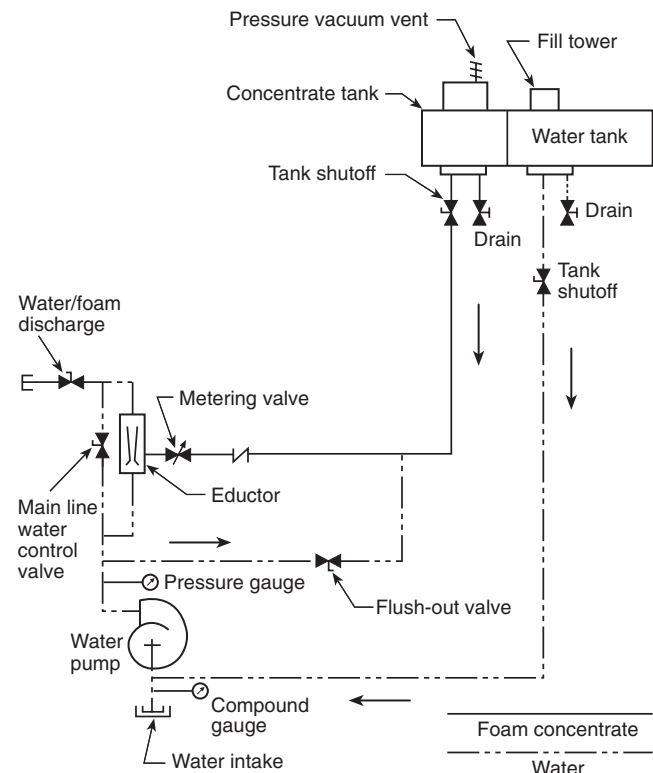 Pressure vacuum vent
Fill tower
Concentrate tank
Water tank
Tank shutoff
Drain
Drain
Tank
shutoff
Water/foam
discharge
Metering valve
Eductor
Main line
water
control
valve
Pressure gauge
Flush-out valve
Water
pump
Compound
gauge
Water intake
Foam concentrate
Water